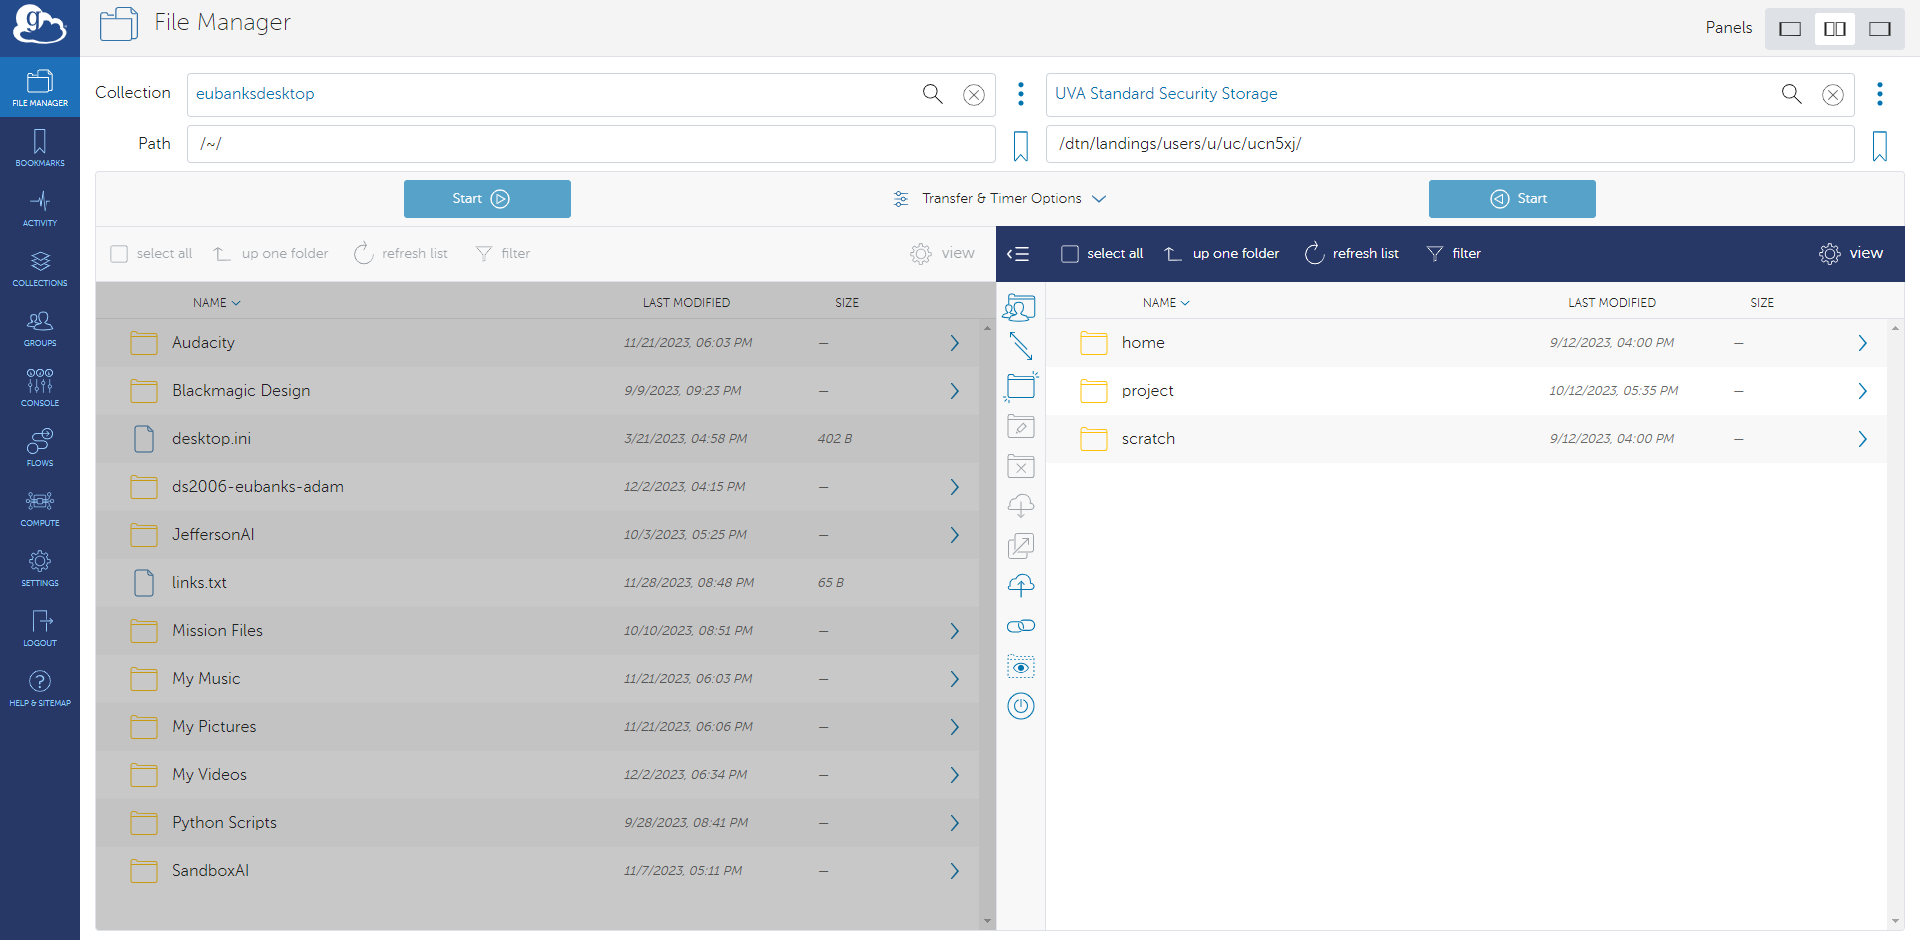 g
File Manager
Panels
FILE MANAGER
BOOKMARKS
ACTIVITY
COLLECTIONS
GROUPS
CONSOLE
FLOWS
COMPUTE
SETTINGS
LOGOUT
HELP & SITEMAP
Collection
eubanksdesktop
UVA Standard Security Storage
Path
/~/
/dtn/landings/users/u/uc/ucn5xj/
Start
Transfer & Timer Options
Start
select all
up one folder
refresh list
filter
view
NAME
LAST MODIFIED
SIZE
Audacity 11/21/2023, 06:03 PM —
Blackmagic Design 9/9/2023, 09:23 PM —
desktop.ini 3/21/2023, 04:58 PM 402 B
ds2006-eubanks-adam 12/2/2023, 04:15 PM —
JeffersonAI 10/3/2023, 05:25 PM —
links.txt 11/28/2023, 08:48 PM 65 B
Mission Files 10/10/2023, 08:51 PM —
My Music 11/21/2023, 06:03 PM —
My Pictures 11/21/2023, 06:06 PM —
My Videos 12/2/2023, 06:34 PM —
Python Scripts 9/28/2023, 08:41 PM —
SandboxAI 11/7/2023, 05:11 PM —
select all
up one folder
refresh list
filter
view
NAME
LAST MODIFIED
SIZE
home 9/12/2023, 04:00 PM —
project 10/12/2023, 05:35 PM —
scratch 9/12/2023, 04:00 PM —